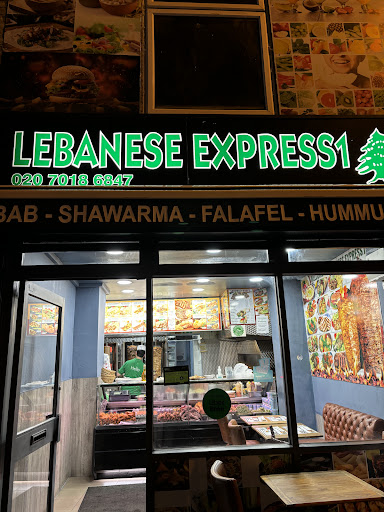 LEBANESE EXPRESS1
020 7018 6847
BAB - SHAWARMA - FALAFEL - HUMMU